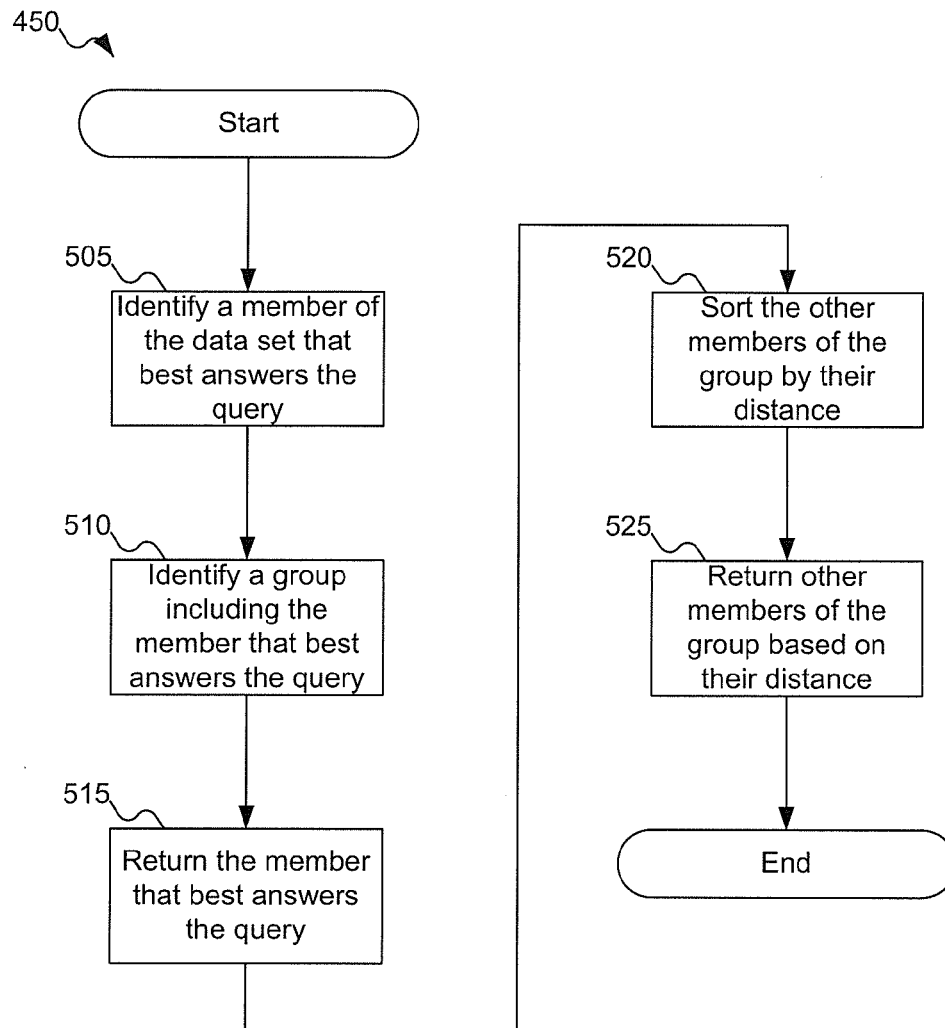 450
Start
505
Identify a member of
the data set that
best answers the
query
510
Identify a group
including the
member that best
answers the query
515
Return the member
that best answers
the query
520
Sort the other
members of the
group by their
distance
525
Return other
members of the
group based on
their distance
End